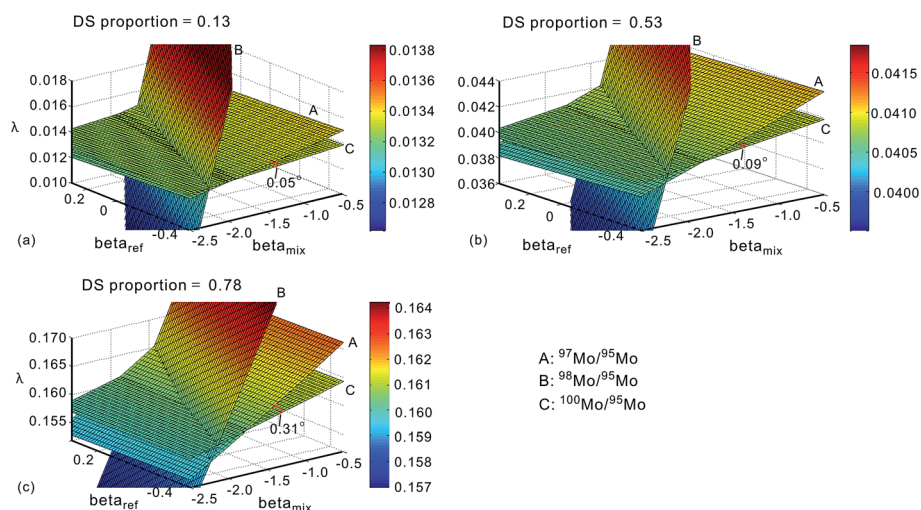 DS proportion = 0.13
B
A
C
0.05°
0.018
0.016
0.014
0.012
0.010
λ
0.2
0
-0.4
beta_ref
-2.5
-2.0
-1.5
-1.0
-0.5
beta_mix
0.0138
0.0136
0.0134
0.0132
0.0130
0.0128
(a)
DS proportion = 0.53
B
A
C
0.09°
0.044
0.042
0.040
0.038
0.036
0.2
0
-0.4
beta_ref
-2.5
-2.0
-1.5
-1.0
-0.5
beta_mix
0.0415
0.0410
0.0405
0.0400
(b)
DS proportion = 0.78
B
A
C
0.31°
0.170
0.165
0.160
0.155
λ
0.2
-0.4
beta_ref
-2.5
-2.0
-1.5
-1.0
-0.5
beta_mix
0.164
0.163
0.162
0.161
0.160
0.159
0.158
0.157
(c)
A: ⁹⁷Mo/⁹⁵Mo
B: ⁹⁸Mo/⁹⁵Mo
C: ¹⁰⁰Mo/⁹⁵Mo